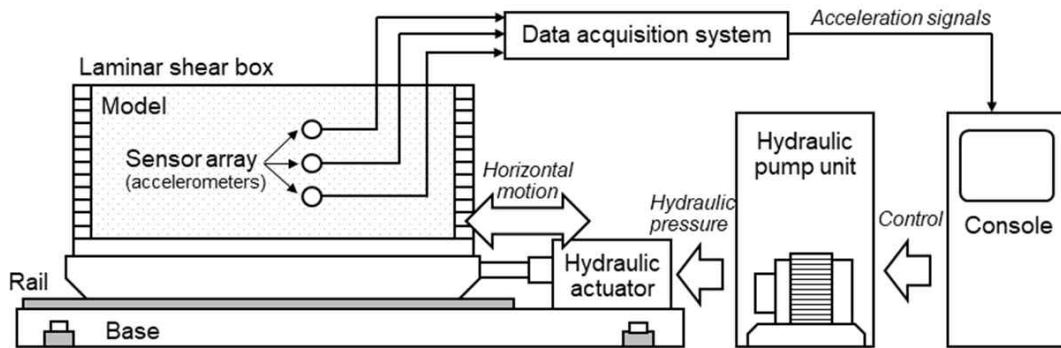 Data acquisition system
Acceleration signals
Laminar shear box
Model
Sensor array
(accelerometers)
Horizontal
motion
Hydraulic
pressure
Hydraulic
pump unit
Control
Console
Rail
Hydraulic
actuator
Base